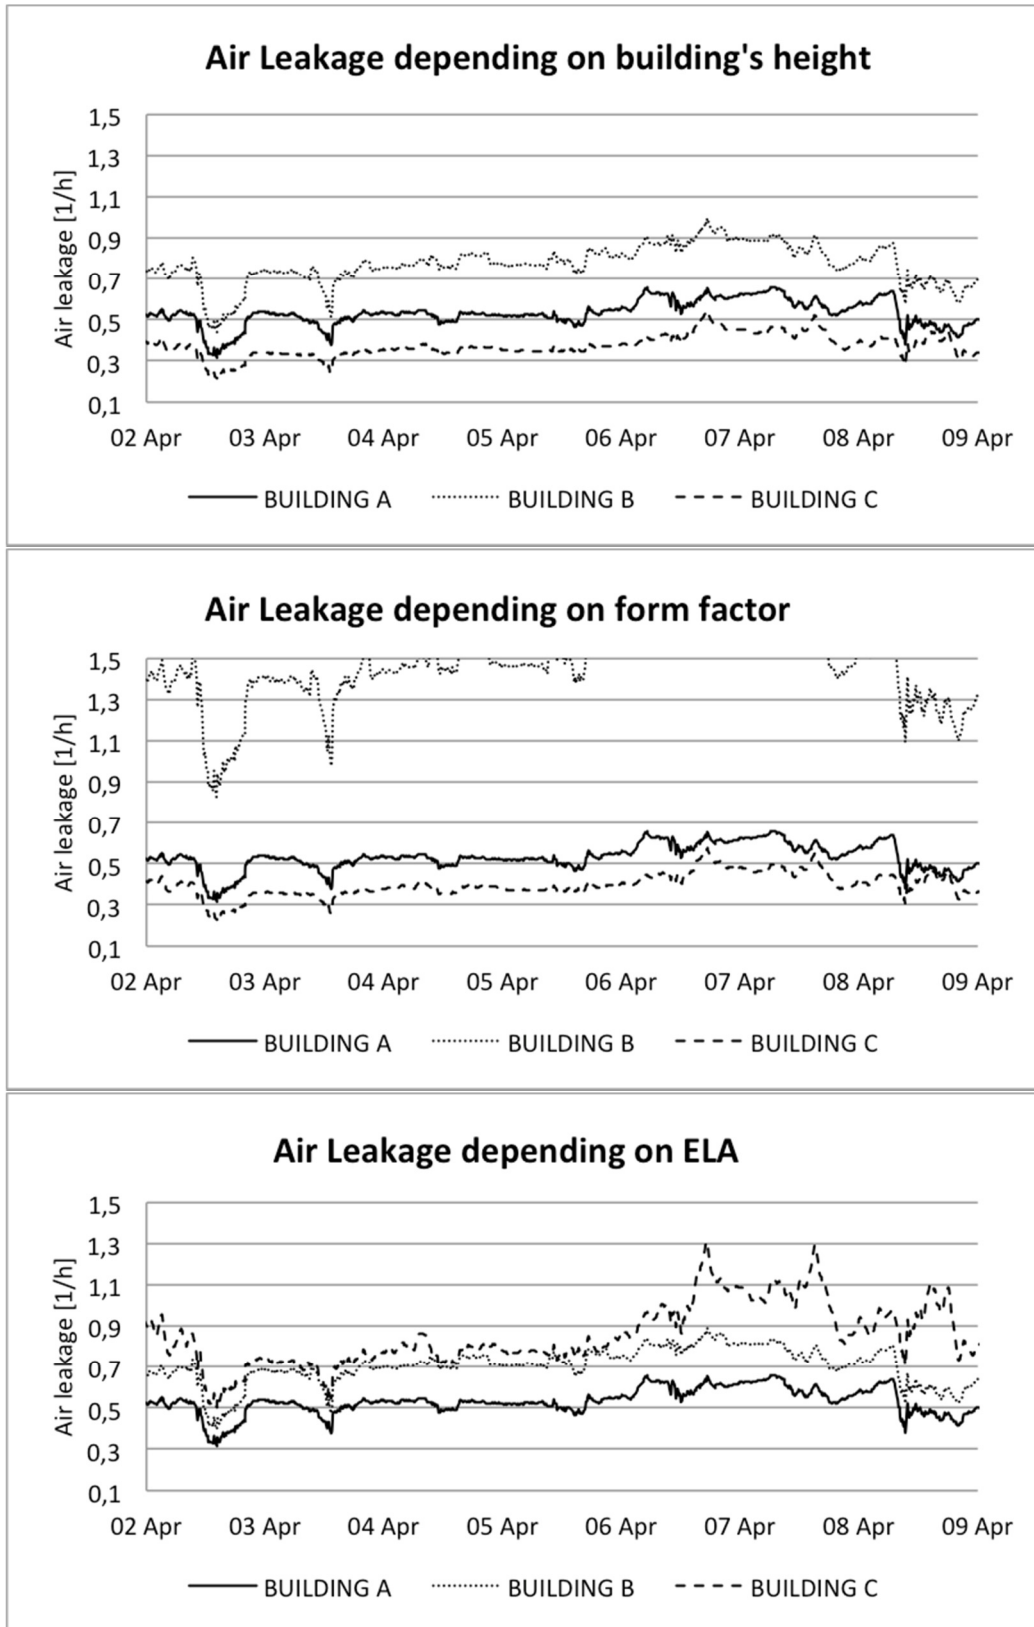 Air Leakage depending on building's height
Air leakage [1/h]
1,5
1,3
1,1
0,9
0,7
0,5
0,3
0,1
02 Apr 03 Apr 04 Apr 05 Apr 06 Apr 07 Apr 08 Apr 09 Apr
BUILDING A BUILDING B BUILDING C
Air Leakage depending on form factor
Air leakage [1/h]
1,5
1,3
1,1
0,9
0,7
0,5
0,3
0,1
02 Apr 03 Apr 04 Apr 05 Apr 06 Apr 07 Apr 08 Apr 09 Apr
BUILDING A BUILDING B BUILDING C
Air Leakage depending on ELA
Air leakage [1/h]
1,5
1,3
1,1
0,9
0,7
0,5
0,3
0,1
02 Apr 03 Apr 04 Apr 05 Apr 06 Apr 07 Apr 08 Apr 09 Apr
BUILDING A BUILDING B BUILDING C